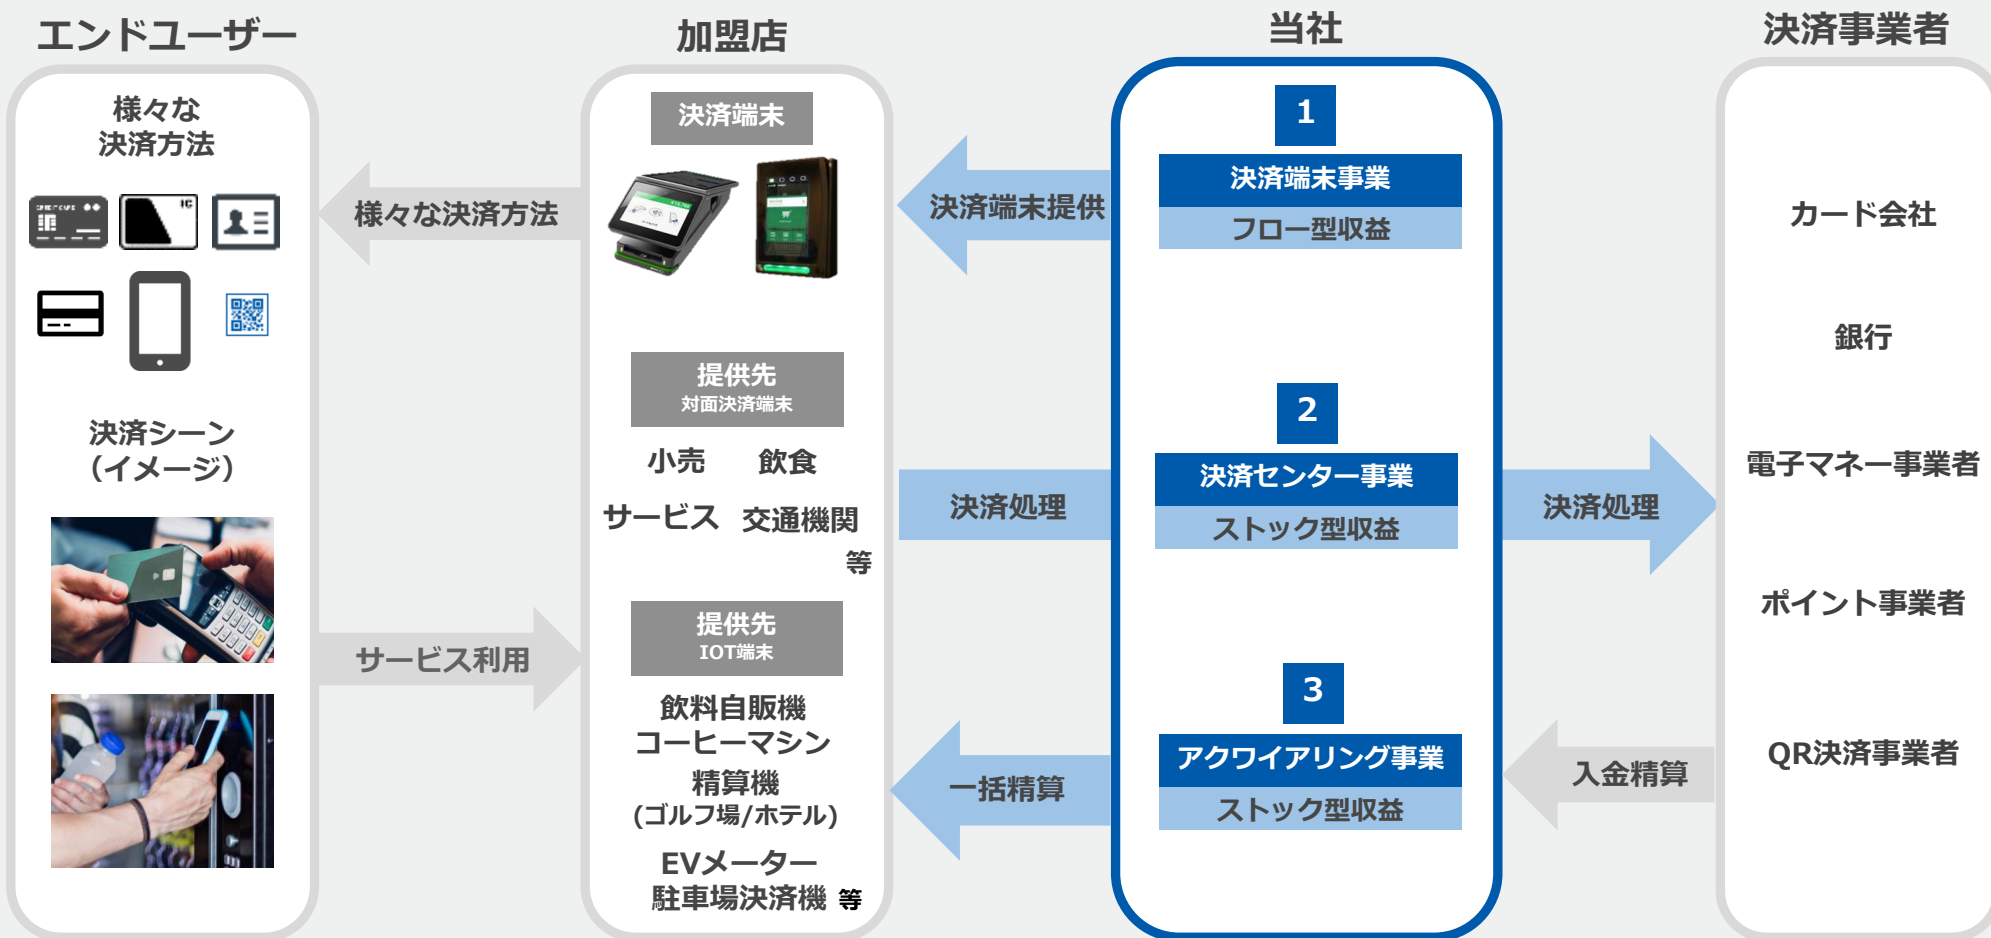 エンドユーザー
様々な
決済方法
IC
決済シーン
（イメージ）
様々な決済方法
サービス利用
加盟店
決済端末
提供先
対面決済端末
小売 飲食
サービス 交通機関
等
提供先
IOT端末
飲料自販機
コーヒーマシン
精算機
(ゴルフ場/ホテル)
EVメーター
駐車場決済機 等
決済端末提供
決済処理
一括精算
当社
1
決済端末事業
フロー型収益
2
決済センター事業
ストック型収益
3
アクワイアリング事業
ストック型収益
決済処理
入金精算
決済事業者
カード会社
銀行
電子マネー事業者
ポイント事業者
QR決済事業者